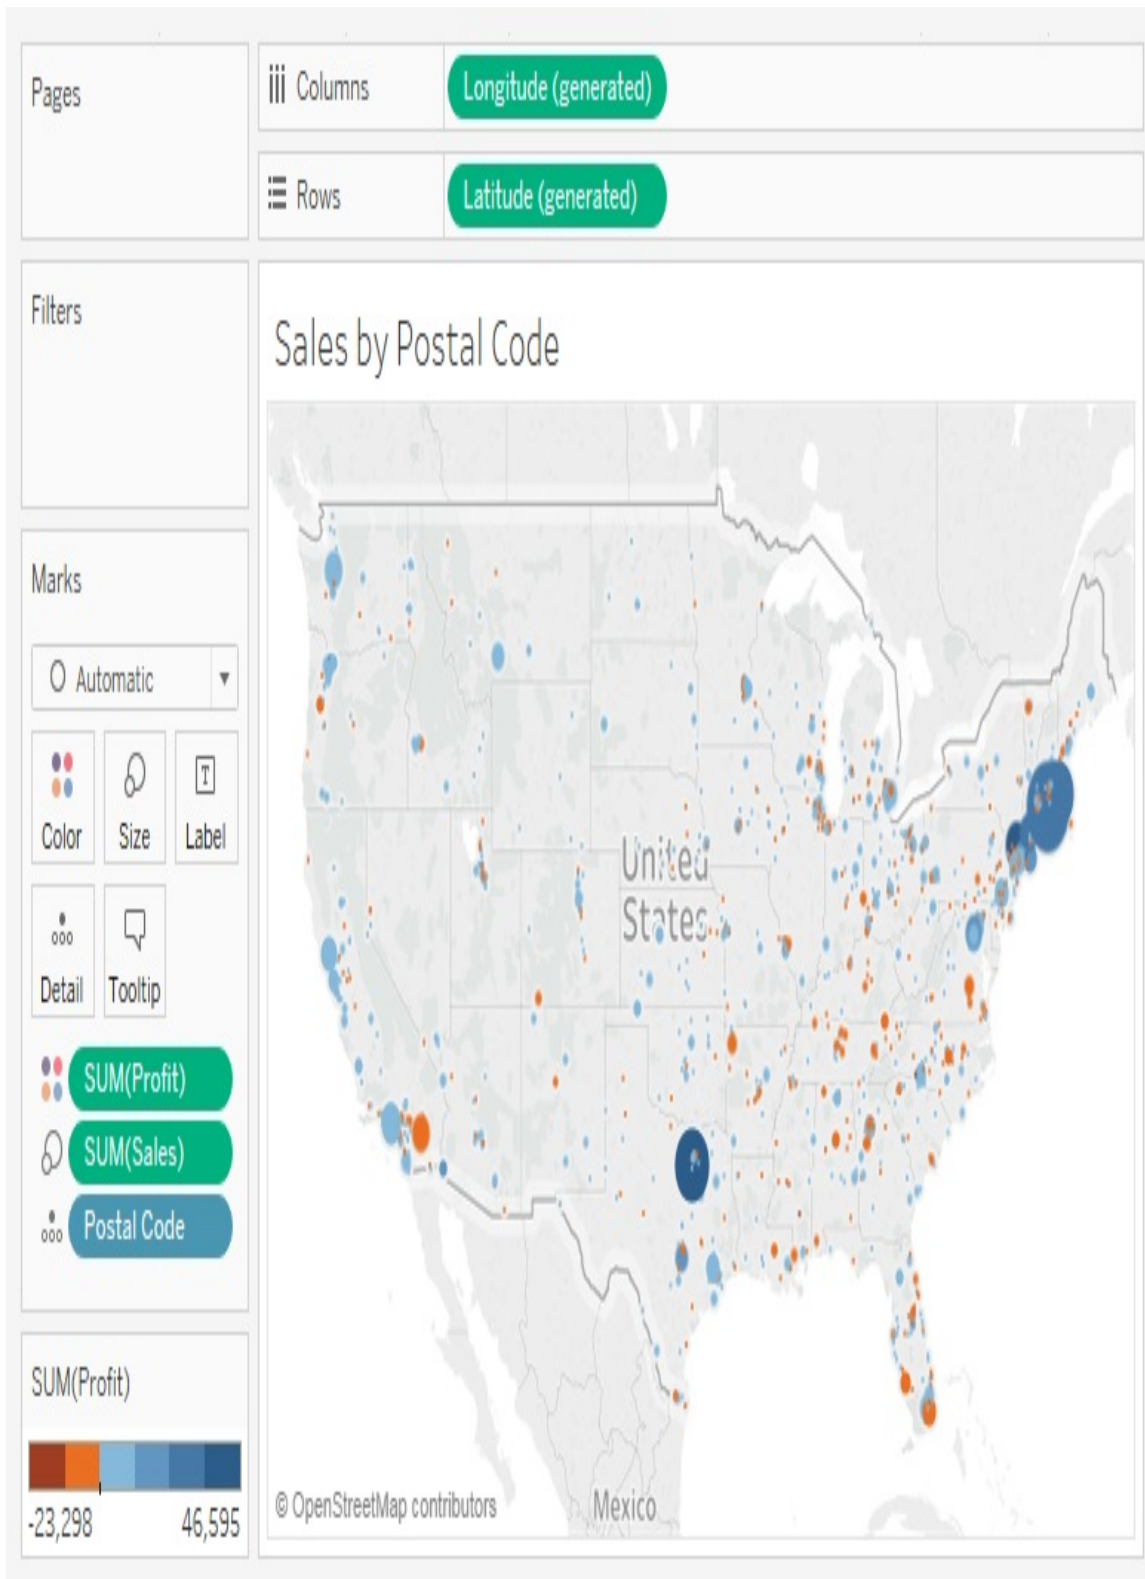 Pages
Columns
Longitude (generated)
Rows
Latitude (generated)
Filters
Sales by Postal Code
Marks
Automatic
Color
Size
T
Label
Detail
Tooltip
SUM(Profit)
SUM(Sales)
Postal Code
SUM(Profit)
-23,298
46,595
United
States
Mexico
© OpenStreetMap contributors